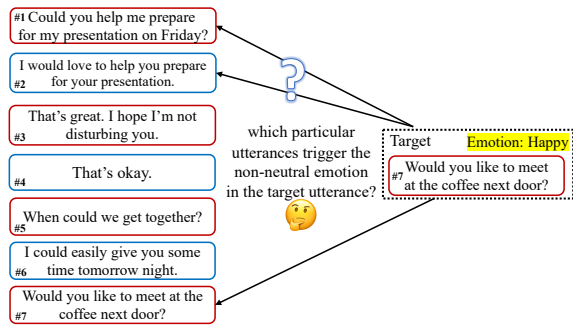 #1 Could you help me prepare
for my presentation on Friday?
I would love to help you prepare
for your presentation.
#2
That's great. I hope I'm not
disturbing you.
#3
That's okay.
#4
When could we get together?
#5
I could easily give you some
time tomorrow night.
#6
Would you like to meet at the
coffee next door?
#7
?
which particular
utterances trigger the
non-neutral emotion
in the target utterance?
Target Emotion: Happy
#7 Would you like to meet
at the coffee next door?